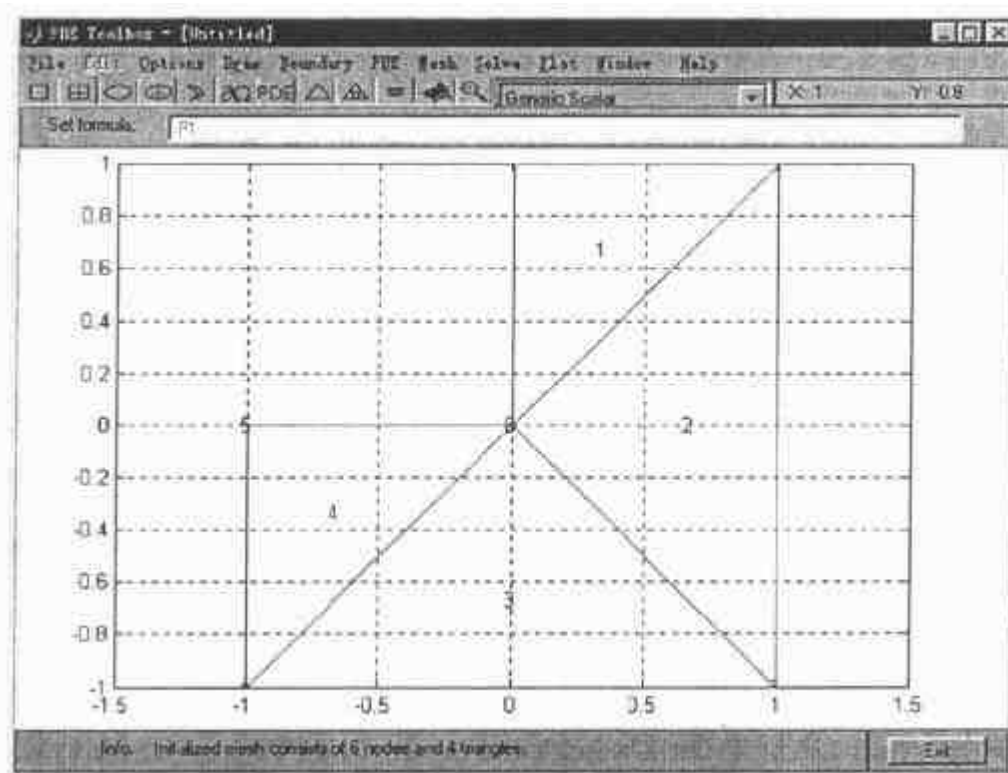 PDE Toolbox - [Untitled]
File Edit Options Draw Boundary PDE Mesh Solve Plot Window Help
PDE Generic Scalar X: 1 Y: 0.8
Set formula: P1
1
0.8 1
0.6
0.4
0.2
0 5 6 2
-0.2
-0.4 4
-0.6 3
-0.8
-1
-1.5 -1 -0.5 0 0.5 1 1.5
Info: Initialized mesh consists of 6 nodes and 4 triangles. Exit